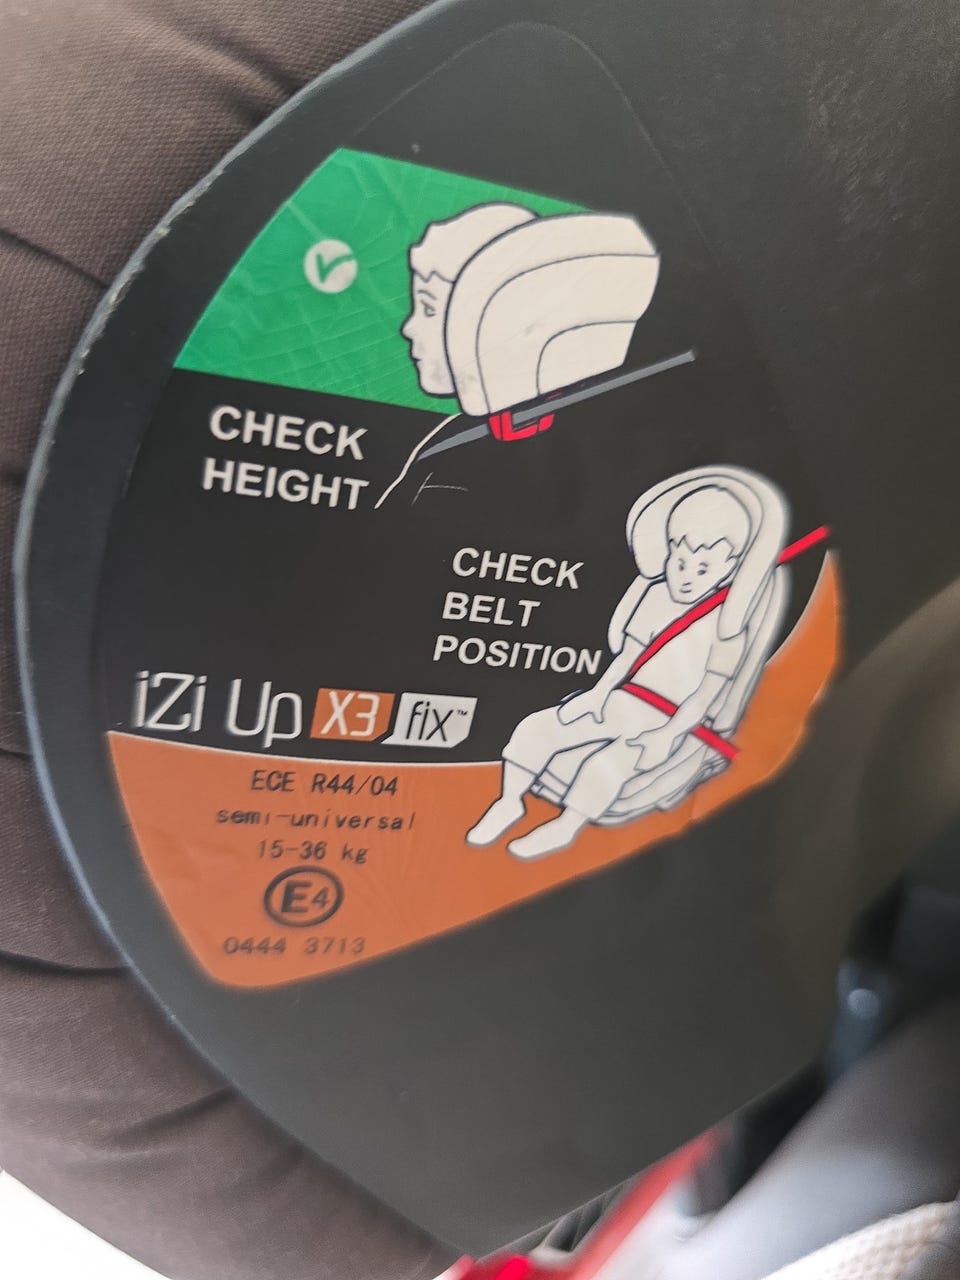 CHECK
HEIGHT
CHECK
BELT
POSITION
iZi Up X3 fix™
ECE R44/04
semi-universal
15-36 kg
E4
0444 3713